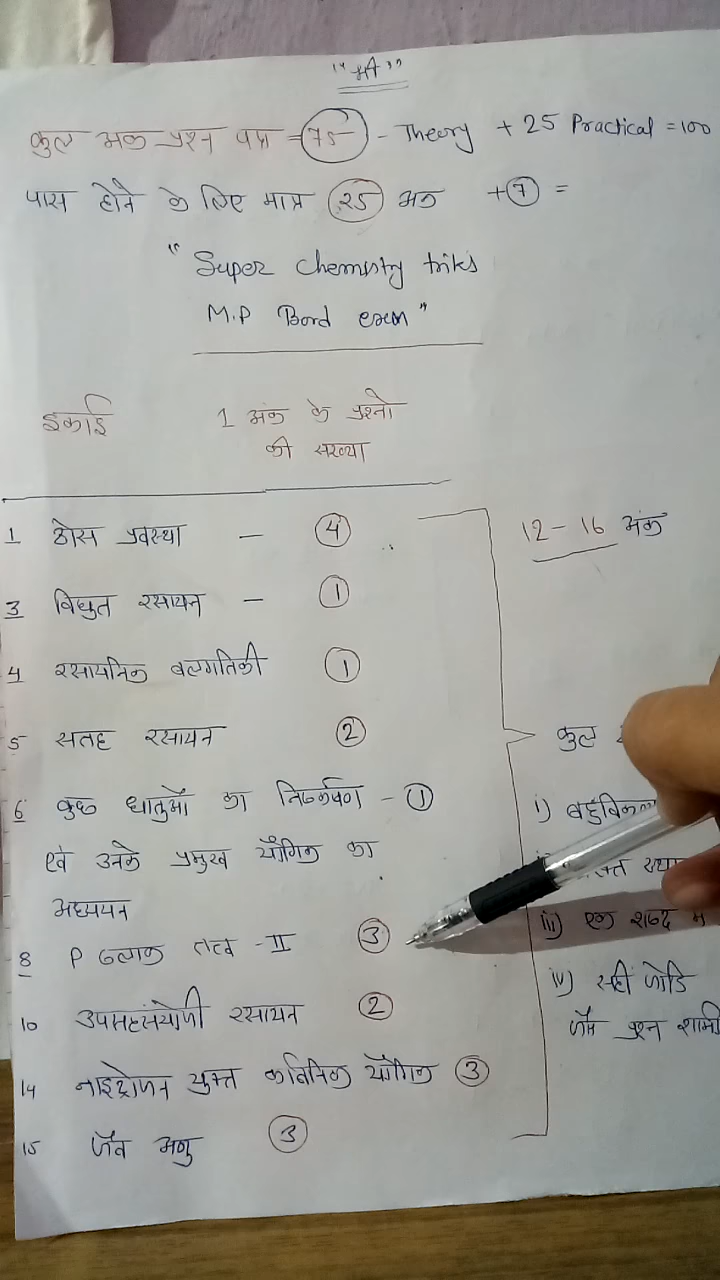 "श्री"
कुल अंक प्रश्न पत्र = 75 - Theory + 25 Practical = 100
पास होने के लिए मात्र 25 अंक + 7 =
"Super chemistry triks
M.P Bord exem"
इकाई 1 अंक के प्रश्नो
की संख्या
1 ठोस अवस्था — 4
12 - 16 अंक
3 विधुत रसायन — 1
4 रसायनिक बलगतिकी 1
5 सतह रसायन 2
कुल
6 कुछ धातुओं का निष्कर्षण - 1
i) बहुविकल्प
एवं उनके प्रमुख यौगिक का
अध्ययन
iii) एक शब्द में
8 P ब्लाक तत्व - II 3
iv) सही जोडि
10 उपसहसंयोजी रसायन 2
जैसे प्रश्न शामि
14 नाइट्रोजन युक्त कार्बनिक यौगिक 3
15 जैव अणु 3